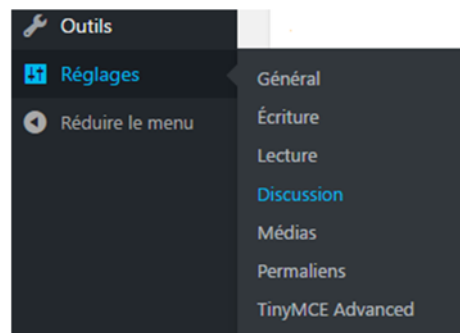 Outils
Réglages
Réduire le menu
Général
Écriture
Lecture
Discussion
Médias
Permaliens
TinyMCE Advanced